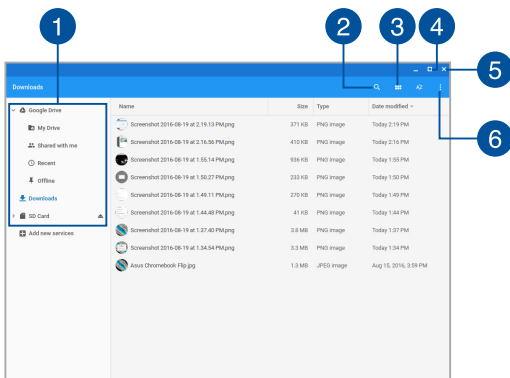 1
2
3
4
5
6
Downloads
AZ
Google Drive
My Drive
Shared with me
Recent
Offline
Downloads
SD Card
Add new services
Name Size Type Date modified
Screenshot 2016-08-19 at 2.19.13 PM.png 371 KB PNG image Today 2:19 PM
Screenshot 2016-08-19 at 2.16.56 PM.png 410 KB PNG image Today 2:16 PM
Screenshot 2016-08-19 at 1.55.14 PM.png 936 KB PNG image Today 1:55 PM
Screenshot 2016-08-19 at 1.50.27 PM.png 233 KB PNG image Today 1:50 PM
Screenshot 2016-08-19 at 1.49.11 PM.png 270 KB PNG image Today 1:49 PM
Screenshot 2016-08-19 at 1.44.48 PM.png 41 KB PNG image Today 1:44 PM
Screenshot 2016-08-19 at 1.37.40 PM.png 3.8 MB PNG image Today 1:37 PM
Screenshot 2016-08-19 at 1.34.54 PM.png 3.3 MB PNG image Today 1:34 PM
Asus Chromebook Flip.jpg 1.3 MB JPEG image Aug 15, 2016, 3:59 PM